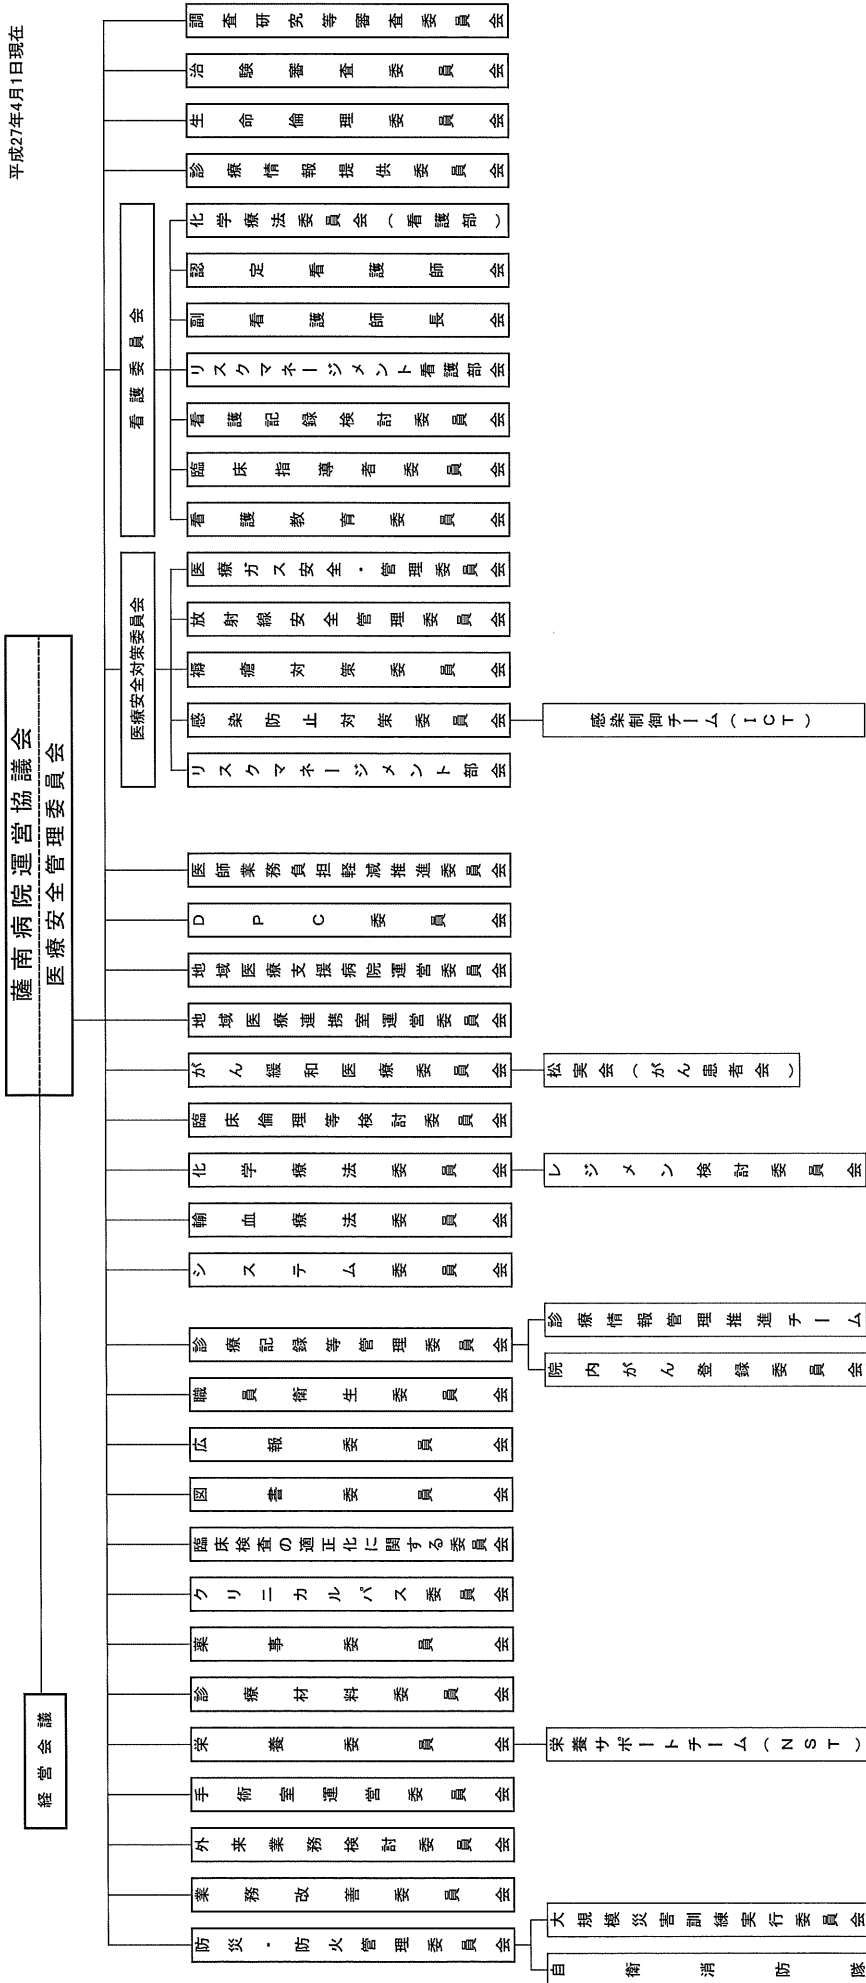 平成27年4月1日現在
薩南病院運営協議会
医療安全管理委員会
経営会議
医療安全対策委員会
看護委員会
防災・防火管理委員会
業務改善委員会
外来業務検討委員会
手術室運営委員会
栄養委員会
診療材料委員会
薬事委員会
クリニカルパス委員会
臨床検査の適正化に関する委員会
図書委員会
広報委員会
職員衛生委員会
診療記録等管理委員会
システム委員会
輸血療法委員会
化学療法委員会
臨床倫理等検討委員会
がん緩和医療委員会
地域医療連携室運営委員会
地域医療支援病院運営委員会
DPC委員会
医師業務負担軽減推進委員会
リスクマネージメント部会
感染防止対策委員会
褥瘡対策委員会
放射線安全管理委員会
医療ガス安全・管理委員会
看護教育委員会
臨床指導者委員会
看護記録検討委員会
リスクマネージメント看護部会
副看護師長会
認定看護師会
化学療法委員会(看護部)
診療情報提供委員会
生命倫理委員会
治験審査委員会
調査研究等審査委員会
自衛消防隊
大規模災害訓練実行委員会
栄養サポートチーム(NST)
院内がん登録委員会
診療情報管理推進チーム
レジメン検討委員会
松実会(がん患者会)
感染制御チーム(ICT)